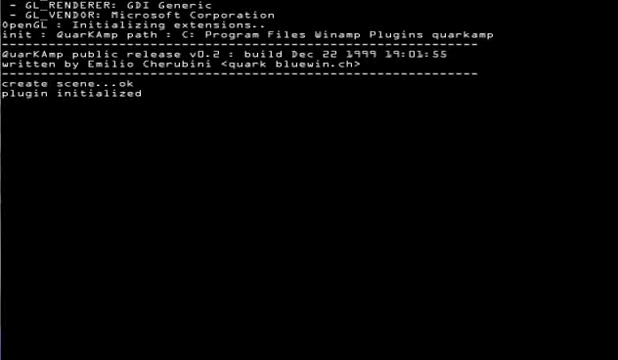 - GL_RENDERER: GDI Generic
- GL_VENDOR: Microsoft Corporation
OpenGL : Initializing extensions..
init : QuarKAmp path : C: Program Files Winamp Plugins quarkamp
------------------------------------------------------------
QuarKAmp public release v0.2 : build Dec 22 1999 19:01:55
written by Emilio Cherubini <quark bluewin.ch>
------------------------------------------------------------
create scene...ok
plugin initialized